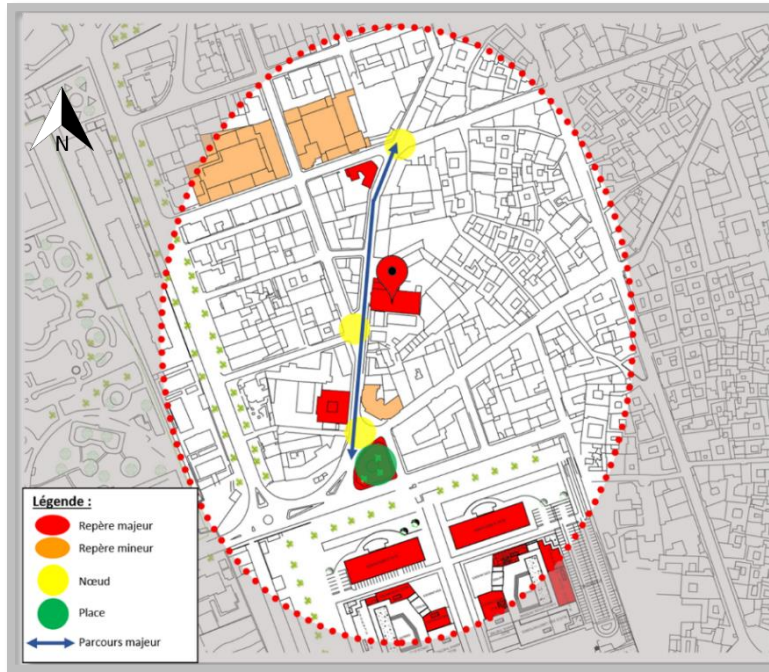 N
Légende :
Repère majeur
Repère mineur
Nœud
Place
Parcours majeur